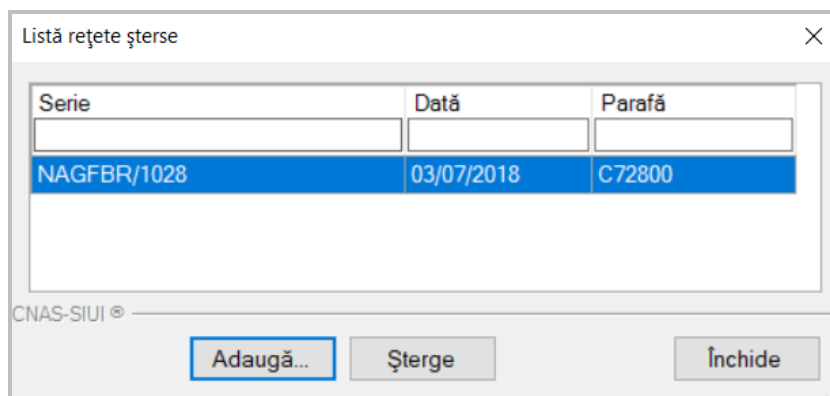 Listă reţete şterse
Serie Dată Parafă
NAGFBR/1028 03/07/2018 C72800
CNAS-SIUI ®
Adaugă... Şterge Închide